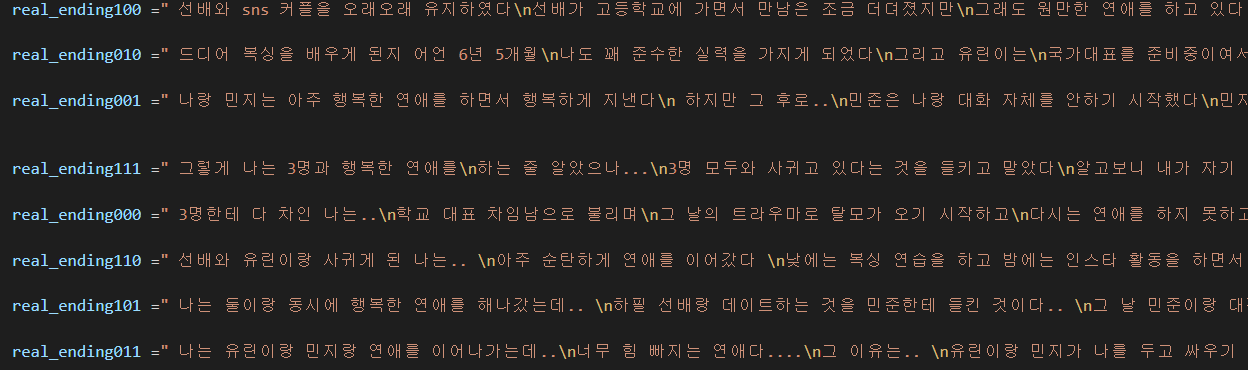 real_ending100 =" 선배와 sns 커플을 오래오래 유지하였다\n선배가 고등학교에 가면서 만남은 조금 더뎌졌지만\n그래도 원만한 연애를 하고 있다
real_ending010 =" 드디어 복싱을 배우게 된지 어언 6년 5개월\n나도 꽤 준수한 실력을 가지게 되었다\n그리고 유린이는\n국가대표를 준비중이여서
real_ending001 =" 나랑 민지는 아주 행복한 연애를 하면서 행복하게 지낸다\n 하지만 그 후로..\n민준은 나랑 대화 자체를 안하기 시작했다\n민지
real_ending111 =" 그렇게 나는 3명과 행복한 연애를\n하는 줄 알았으나...\n3명 모두와 사귀고 있다는 것을 들키고 말았다\n알고보니 내가 자기
real_ending000 =" 3명한테 다 차인 나는..\n학교 대표 차임남으로 불리며\n그 날의 트라우마로 탈모가 오기 시작하고\n다시는 연애를 하지 못하고
real_ending110 =" 선배와 유린이랑 사귀게 된 나는.. \n아주 순탄하게 연애를 이어갔다 \n낮에는 복싱 연습을 하고 밤에는 인스타 활동을 하면서
real_ending101 =" 나는 둘이랑 동시에 행복한 연애를 해나갔는데.. \n하필 선배랑 데이트하는 것을 민준한테 들킨 것이다.. \n그 날 민준이랑 대
real_ending011 =" 나는 유린이랑 민지랑 연애를 이어나가는데..\n너무 힘 빠지는 연애다....\n그 이유는.. \n유린이랑 민지가 나를 두고 싸우기